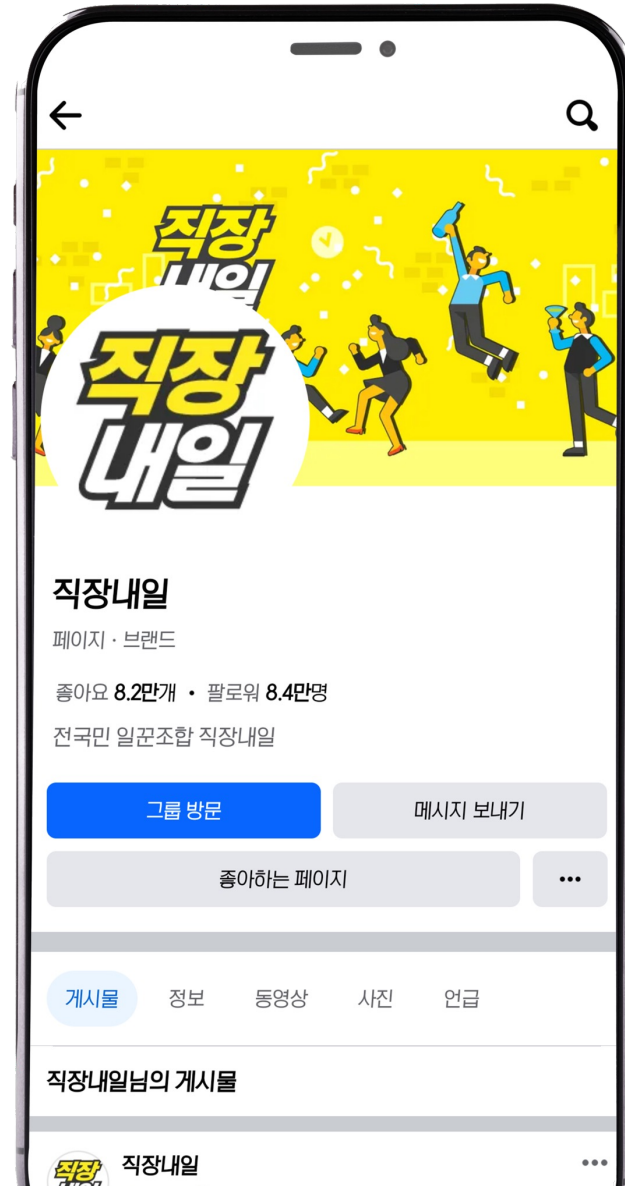 직장
내일
직장
내일
직장내일
페이지 · 브랜드
좋아요 8.2만개 • 팔로워 8.4만명
전국민 일꾼조합 직장내일
그룹 방문
메시지 보내기
좋아하는 페이지
게시물 정보 동영상 사진 언급
직장내일님의 게시물
직장
직장내일